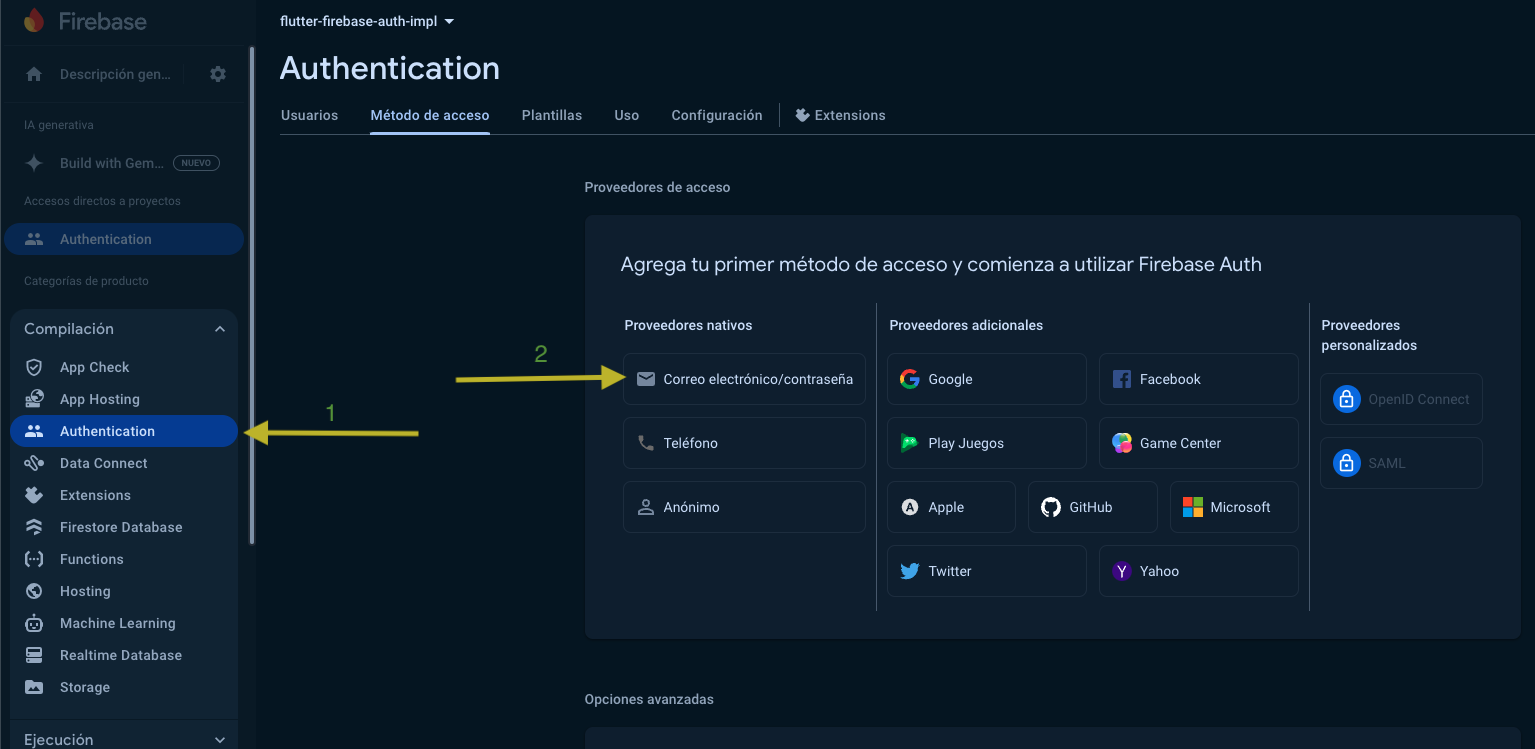 Firebase
Descripción gen...
IA generativa
Build with Gem... NUEVO
Accesos directos a proyectos
Authentication
Categorías de producto
Compilación
App Check
App Hosting
Authentication
Data Connect
Extensions
Firestore Database
Functions
Hosting
Machine Learning
Realtime Database
Storage
Ejecución
1
flutter-firebase-auth-impl
Authentication
Usuarios Método de acceso Plantillas Uso Configuración Extensions
Proveedores de acceso
Agrega tu primer método de acceso y comienza a utilizar Firebase Auth
Proveedores nativos
2
Correo electrónico/contraseña
Teléfono
Anónimo
Proveedores adicionales
Google Facebook
Play Juegos Game Center
Apple GitHub Microsoft
Twitter Yahoo
Proveedores
personalizados
OpenID Connect
SAML
Opciones avanzadas